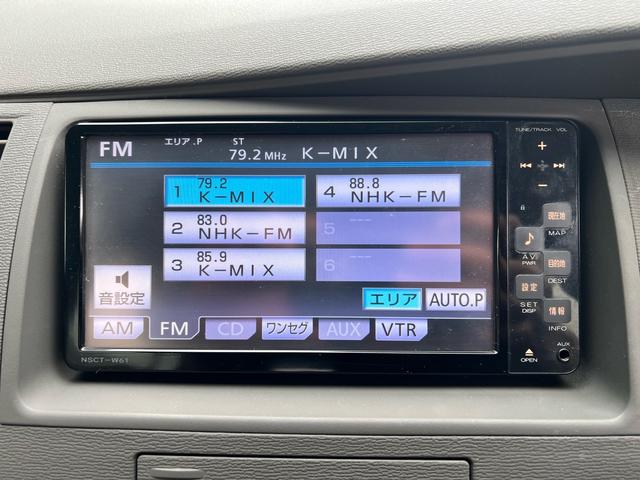 FM エリア.P ST 79.2 MHz K-MIX
1 79.2 K-MIX
4 88.8 NHK-FM
2 83.0 NHK-FM
5 ---
3 85.9 K-MIX
6 ---
音設定
エリア AUTO.P
AM FM CD ワンセグ AUX VTR
NSCT-W61
TUNE/TRACK VOL
+
−
現在地
MAP
AV/PWR
目的地
DEST
設定
SET
DISP
情報
INFO
OPEN
AUX